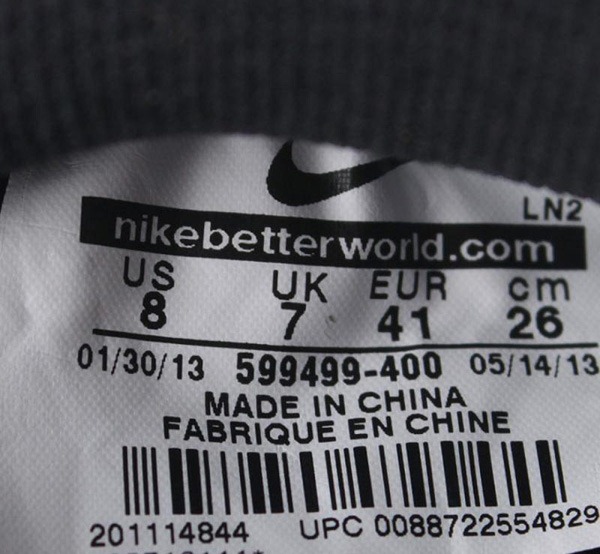 LN2
nikebetterworld.com
US UK EUR cm
8 7 41 26
01/30/13 599499-400 05/14/13
MADE IN CHINA
FABRIQUE EN CHINE
201114844 UPC 0088722554829